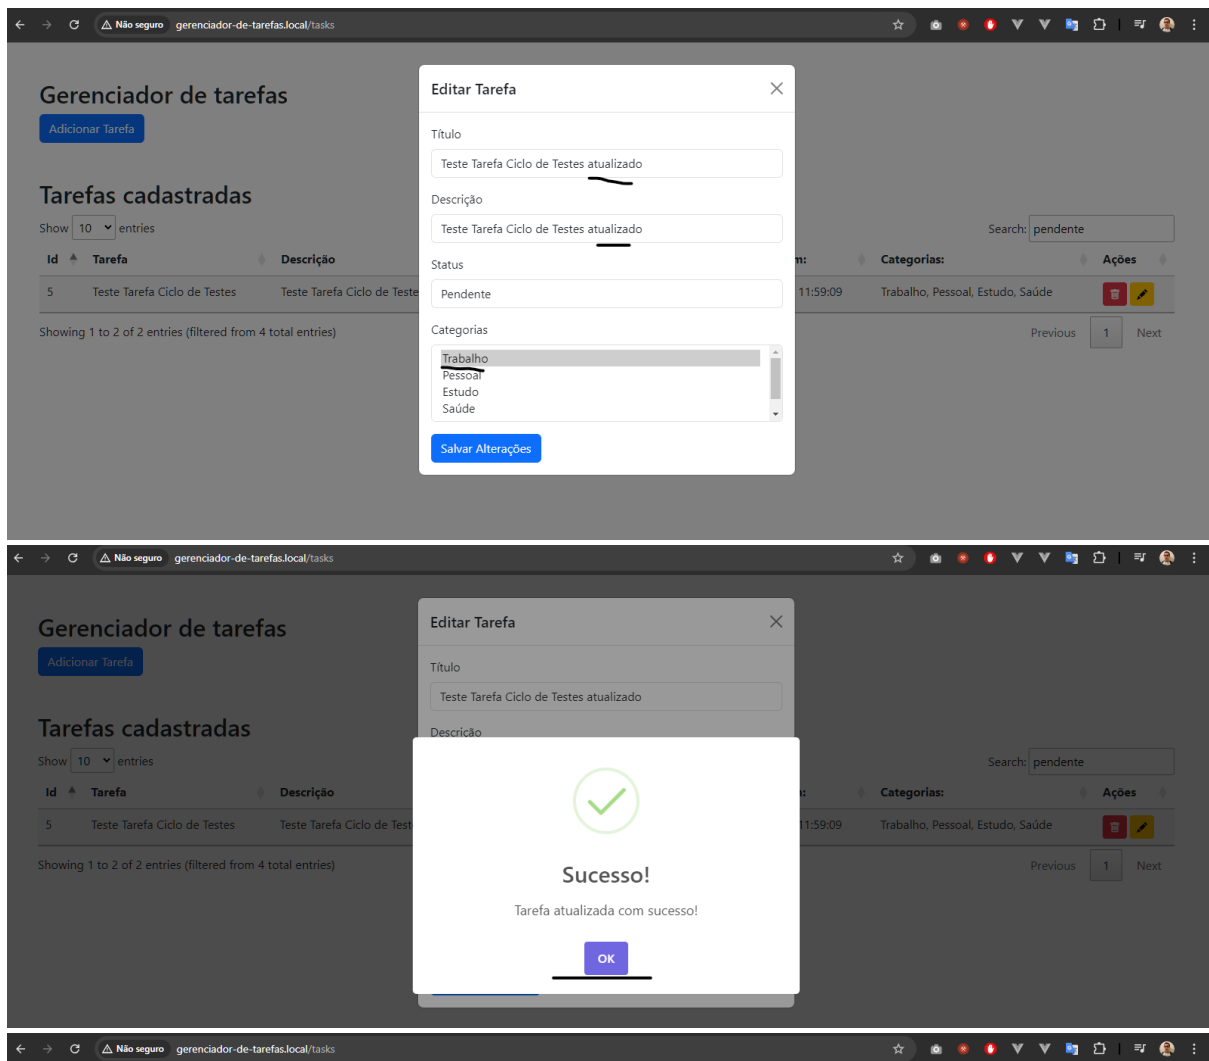 Não seguro gerenciador-de-tarefas.local/tasks
Gerenciador de tarefas
Adicionar Tarefa
Tarefas cadastradas
Show 10 entries
Search: pendente
Id Tarefa Descrição m: Categorias: Ações
5 Teste Tarefa Ciclo de Testes Teste Tarefa Ciclo de Teste 11:59:09 Trabalho, Pessoal, Estudo, Saúde
Showing 1 to 2 of 2 entries (filtered from 4 total entries)
Previous 1 Next
Editar Tarefa
Título
Teste Tarefa Ciclo de Testes atualizado
Descrição
Teste Tarefa Ciclo de Testes atualizado
Status
Pendente
Categorias
Trabalho
Pessoal
Estudo
Saúde
Salvar Alterações
Não seguro gerenciador-de-tarefas.local/tasks
Gerenciador de tarefas
Adicionar Tarefa
Tarefas cadastradas
Show 10 entries
Search: pendente
Id Tarefa Descrição Categorias: Ações
5 Teste Tarefa Ciclo de Testes Teste Tarefa Ciclo de Test 11:59:09 Trabalho, Pessoal, Estudo, Saúde
Showing 1 to 2 of 2 entries (filtered from 4 total entries)
Previous 1 Next
Editar Tarefa
Título
Teste Tarefa Ciclo de Testes atualizado
Descrição
Sucesso!
Tarefa atualizada com sucesso!
OK
Não seguro gerenciador-de-tarefas.local/tasks